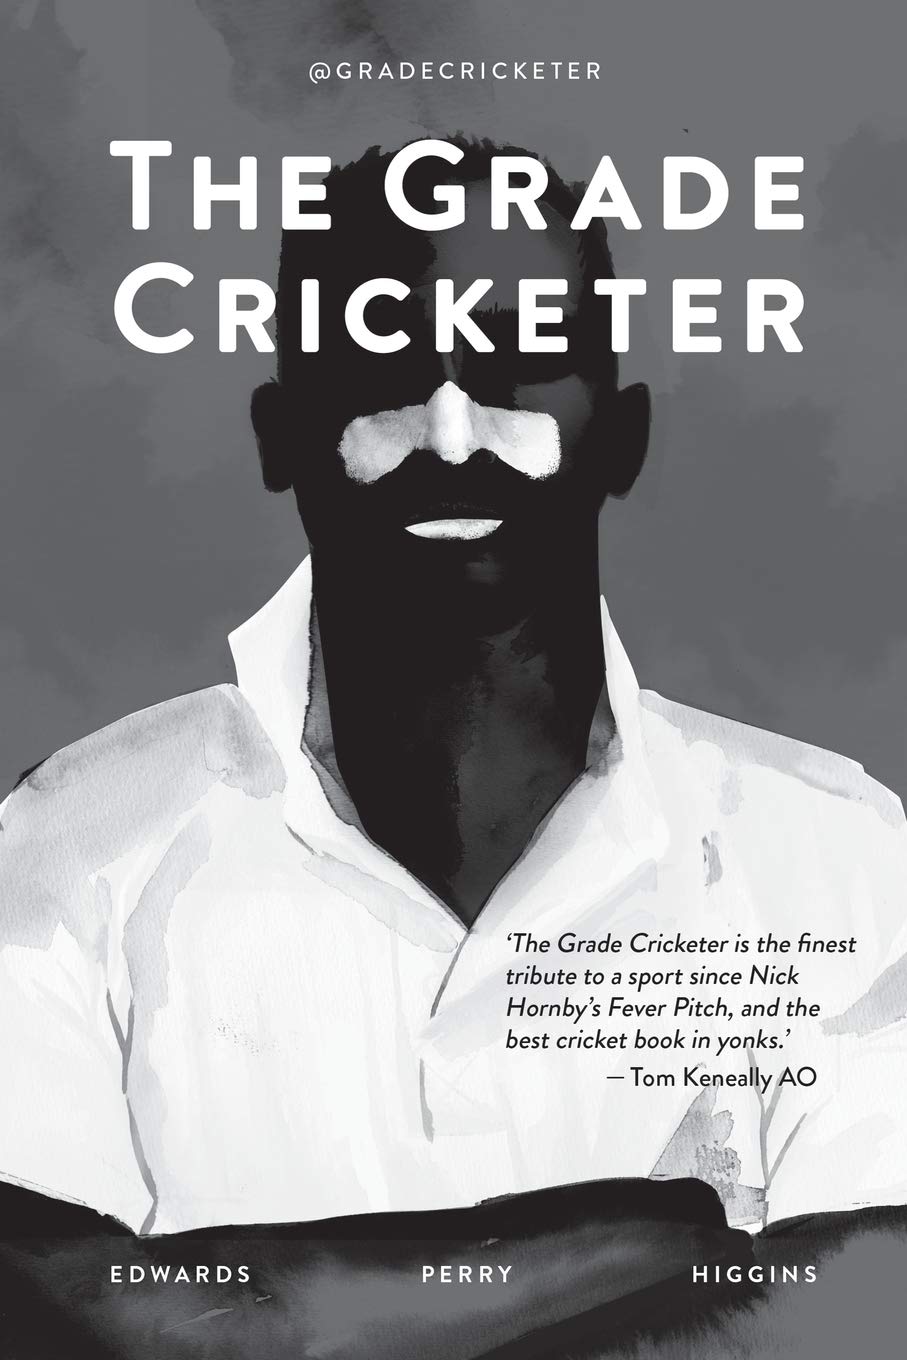 @GRADECRICKETER
THE GRADE
CRICKETER
‘The Grade Cricketer is the finest
tribute to a sport since Nick
Hornby’s Fever Pitch, and the
best cricket book in yonks.’
— Tom Keneally AO
EDWARDS PERRY HIGGINS